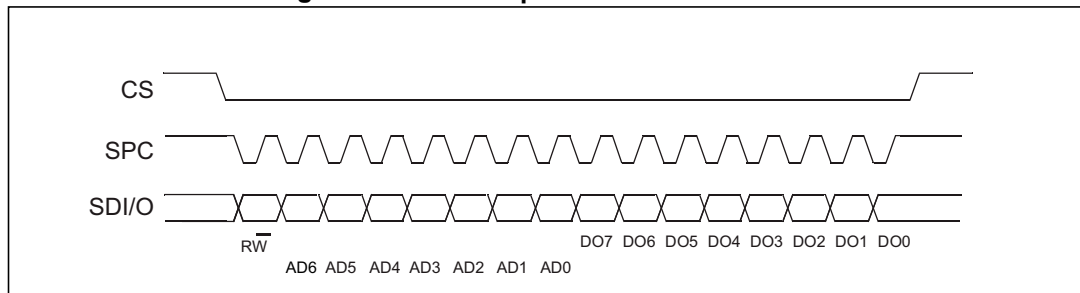 CS
SPC
SDI/O
RW
DO7 DO6 DO5 DO4 DO3 DO2 DO1 DO0
AD6 AD5 AD4 AD3 AD2 AD1 AD0